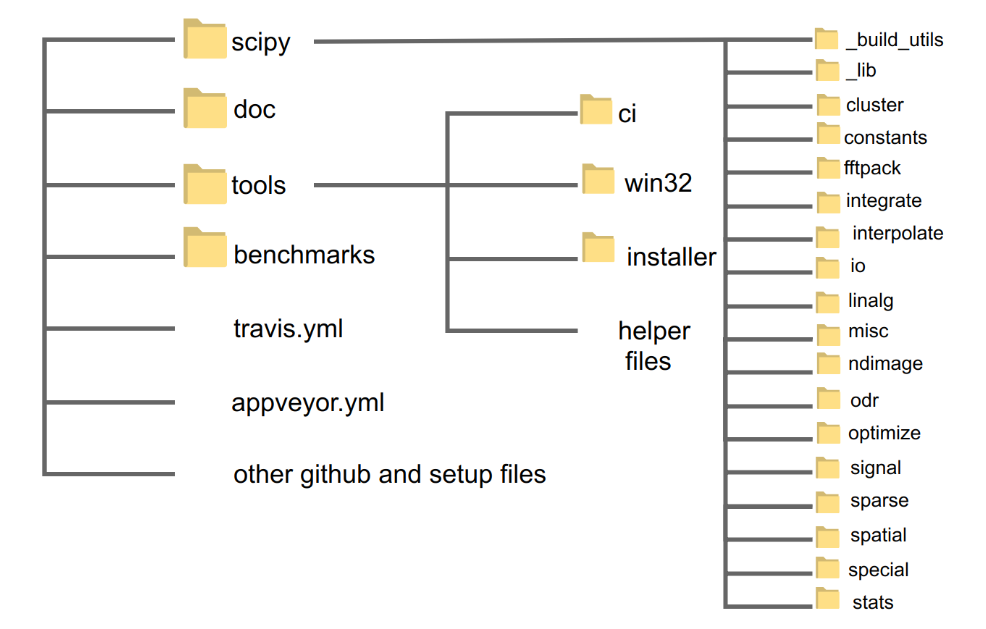 scipy
doc
tools
benchmarks
travis.yml
appveyor.yml
other github and setup files
ci
win32
installer
helper
files
_build_utils
_lib
cluster
constants
fftpack
integrate
interpolate
io
linalg
misc
ndimage
odr
optimize
signal
sparse
spatial
special
stats